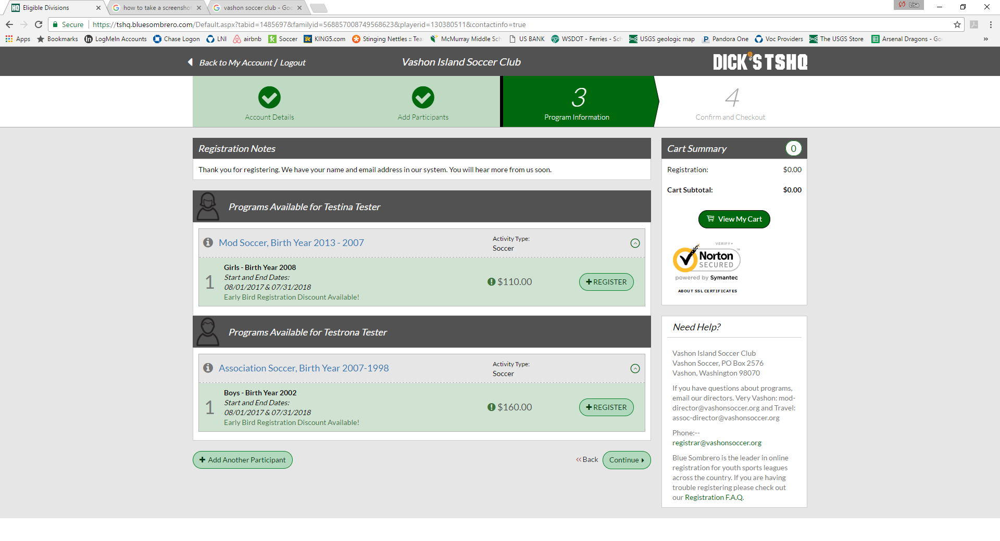 HQ Eligible Divisions
how to take a screenshot
vashon soccer club - Goo
Lisa
Secure https://tshq.bluesombrero.com/Default.aspx?tabid=1485697&familyid=568857008749568623&playerid=130380511&contactinfo=true
Apps Bookmarks LogMeIn Accounts Chase Logon LNI airbnb Soccer KING5.com Stinging Nettles :: Tea McMurray Middle Sch US BANK WSDOT - Ferries - Sch USGS geologic map Pandora One Voc Providers The USGS Store Arsenal Dragons - Go
Back to My Account / Logout
Vashon Island Soccer Club
DICK'S TSHQ
Account Details
Add Participants
3
Program Information
4
Confirm and Checkout
Registration Notes
Thank you for registering. We have your name and email address in our system. You will hear more from us soon.
Programs Available for Testina Tester
Mod Soccer, Birth Year 2013 - 2007
Activity Type:
Soccer
1
Girls - Birth Year 2008
Start and End Dates:
08/01/2017 & 07/31/2018
Early Bird Registration Discount Available!
$110.00
REGISTER
Programs Available for Testrona Tester
Association Soccer, Birth Year 2007-1998
Activity Type:
Soccer
1
Boys - Birth Year 2002
Start and End Dates:
08/01/2017 & 07/31/2018
Early Bird Registration Discount Available!
$160.00
REGISTER
Add Another Participant
Back
Continue
Cart Summary
0
Registration: $0.00
Cart Subtotal: $0.00
View My Cart
VERIFY
Norton
SECURED
powered by Symantec
ABOUT SSL CERTIFICATES
Need Help?
Vashon Island Soccer Club
Vashon Soccer, PO Box 2576
Vashon, Washington 98070
If you have questions about programs,
email our directors. Very Vashon: mod-
director@vashonsoccer.org and Travel:
assoc-director@vashonsoccer.org
Phone:--
registrar@vashonsoccer.org
Blue Sombrero is the leader in online
registration for youth sports leagues
across the country. If you are having
trouble registering please check out
our Registration F.A.Q.